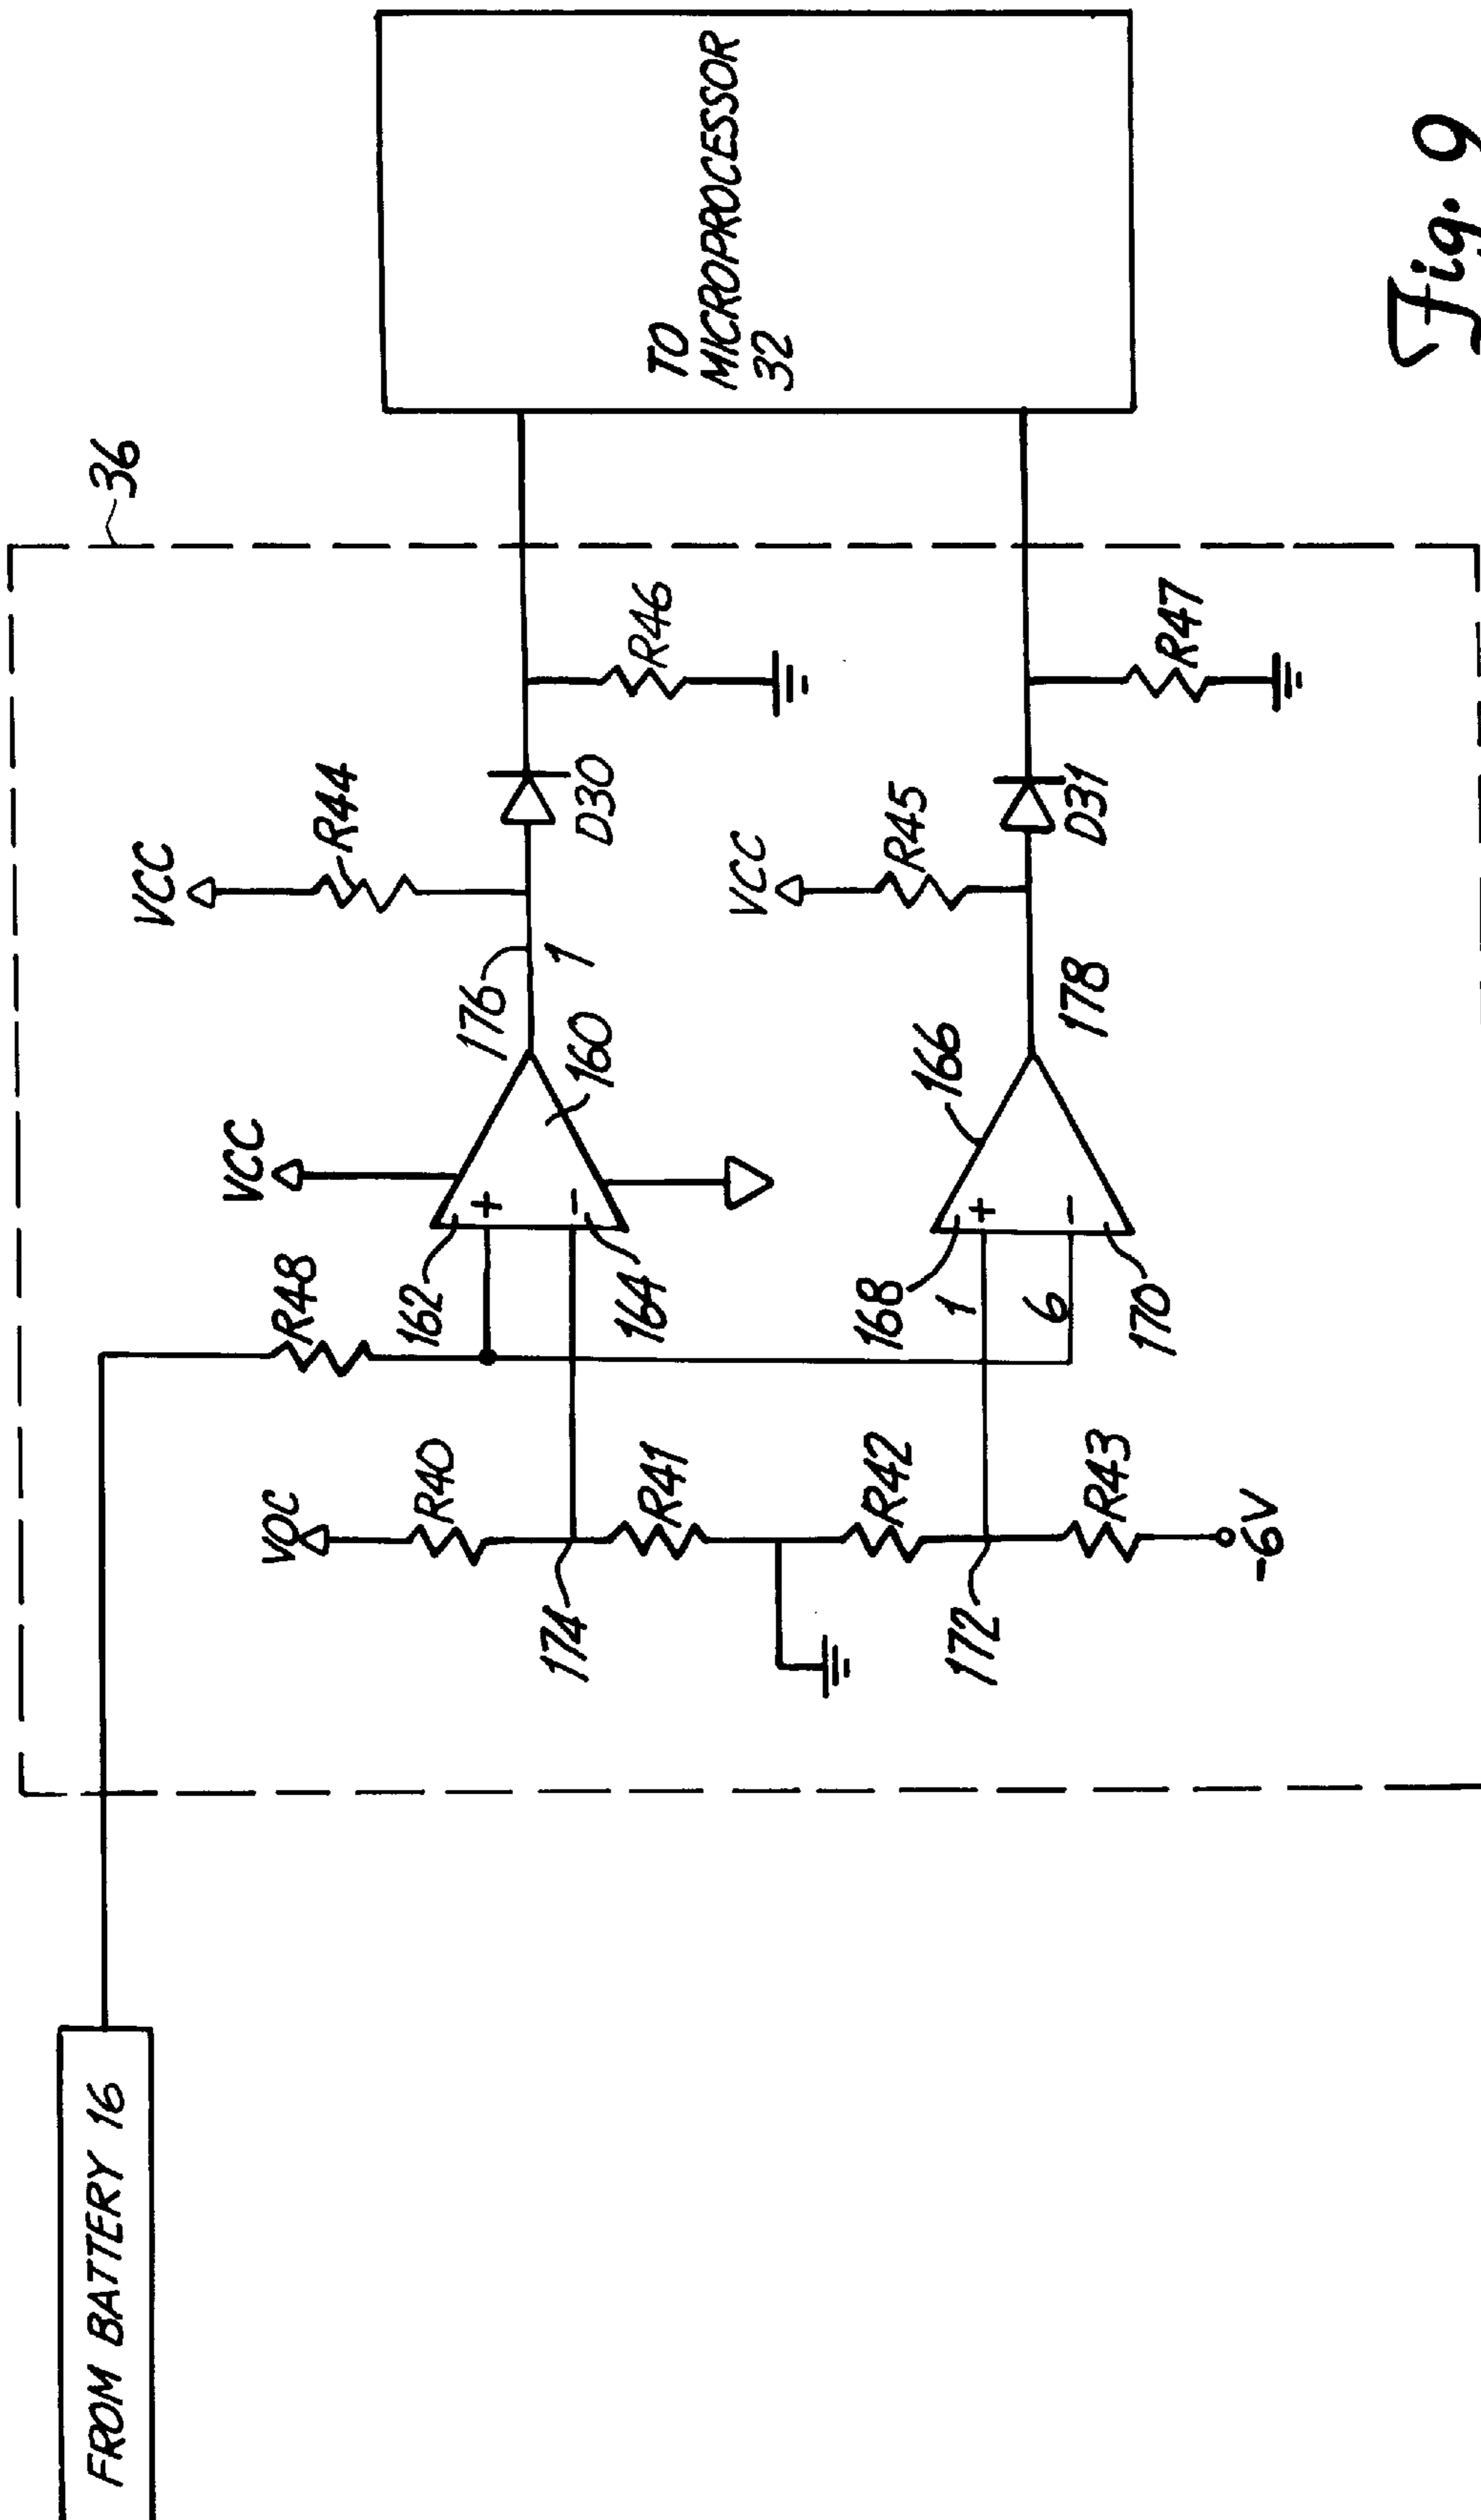 FROM BATTERY 16
36
R48
VCC
VCC
R44
VDC
R40
162
176
1
160
164
174
R41
D30
R46
TO
MICROPROCESSOR
32
VCC
R45
R42
168
1
166
6
172
178
170
R43
D31
R47
-6V
+
-
+
-
Fig. 9